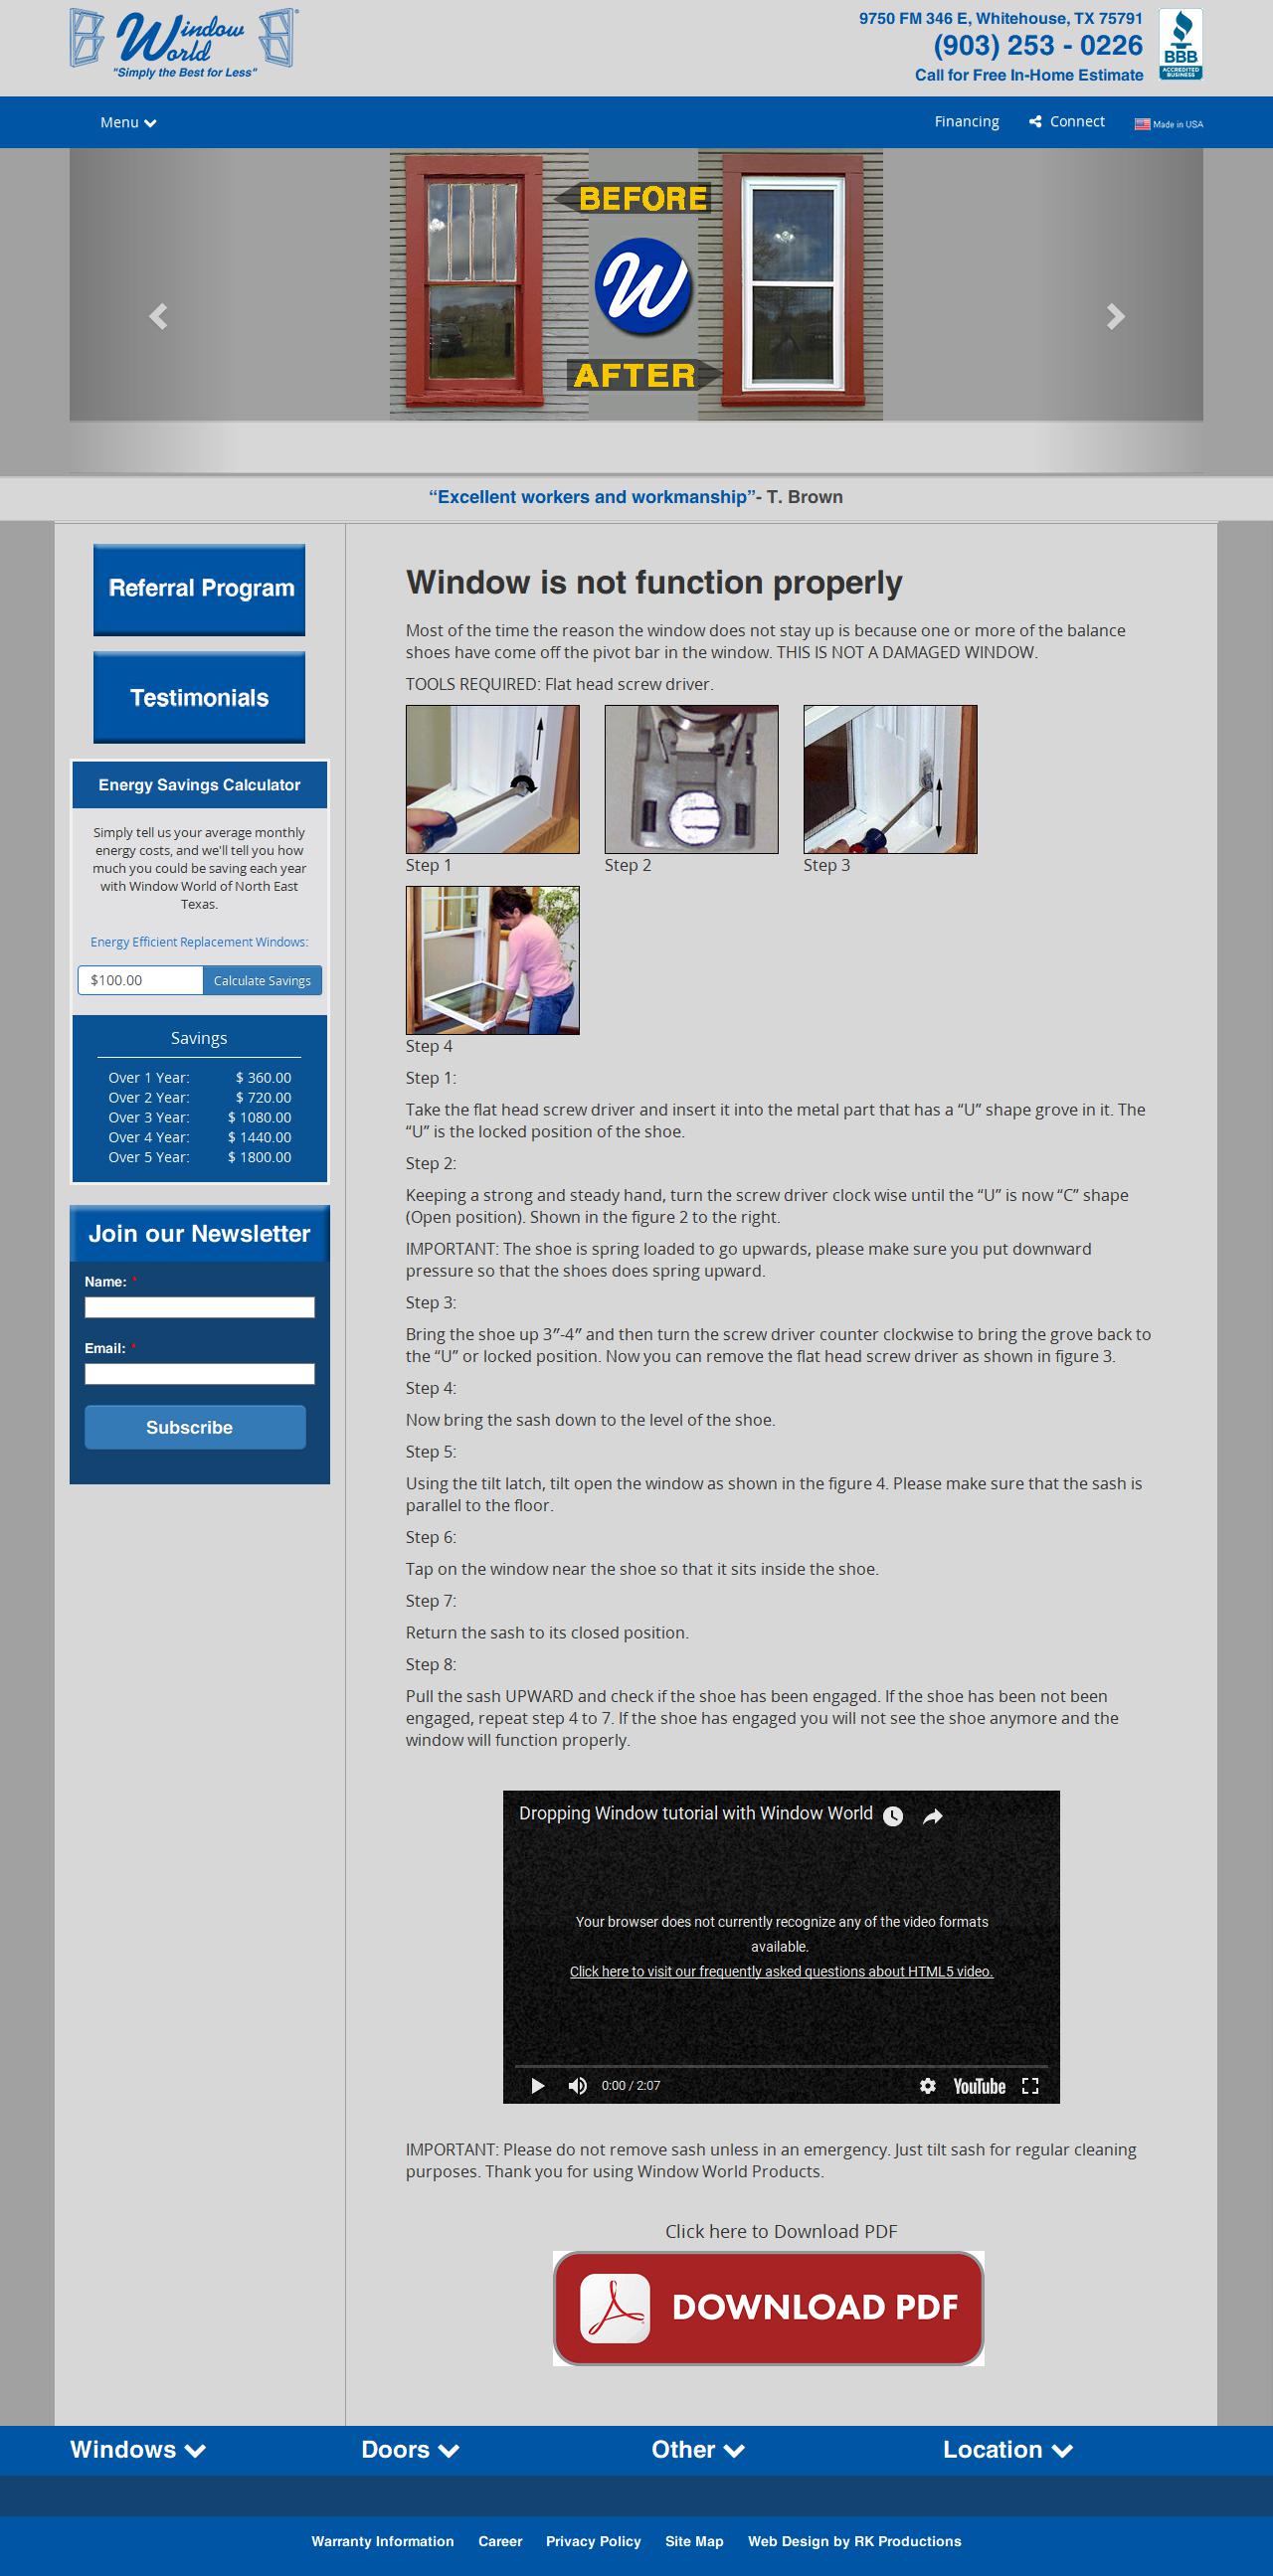 Window World
"Simply the Best for Less"
9750 FM 346 E, Whitehouse, TX 75791
(903) 253 - 0226
Call for Free In-Home Estimate
BBB
ACCREDITED BUSINESS
Menu
Financing
Connect
Made in USA
BEFORE
W
AFTER
“Excellent workers and workmanship”- T. Brown
Referral Program
Testimonials
Energy Savings Calculator
Simply tell us your average monthly
energy costs, and we'll tell you how
much you could be saving each year
with Window World of North East
Texas.
Energy Efficient Replacement Windows:
$100.00 Calculate Savings
Savings
Over 1 Year: $ 360.00
Over 2 Year: $ 720.00
Over 3 Year: $ 1080.00
Over 4 Year: $ 1440.00
Over 5 Year: $ 1800.00
Join our Newsletter
Name: *
Email: *
Subscribe
Window is not function properly
Most of the time the reason the window does not stay up is because one or more of the balance
shoes have come off the pivot bar in the window. THIS IS NOT A DAMAGED WINDOW.
TOOLS REQUIRED: Flat head screw driver.
Step 1
Step 2
Step 3
Step 4
Step 1:
Take the flat head screw driver and insert it into the metal part that has a “U” shape grove in it. The
“U” is the locked position of the shoe.
Step 2:
Keeping a strong and steady hand, turn the screw driver clock wise until the “U” is now “C” shape
(Open position). Shown in the figure 2 to the right.
IMPORTANT: The shoe is spring loaded to go upwards, please make sure you put downward
pressure so that the shoes does spring upward.
Step 3:
Bring the shoe up 3″-4″ and then turn the screw driver counter clockwise to bring the grove back to
the “U” or locked position. Now you can remove the flat head screw driver as shown in figure 3.
Step 4:
Now bring the sash down to the level of the shoe.
Step 5:
Using the tilt latch, tilt open the window as shown in the figure 4. Please make sure that the sash is
parallel to the floor.
Step 6:
Tap on the window near the shoe so that it sits inside the shoe.
Step 7:
Return the sash to its closed position.
Step 8:
Pull the sash UPWARD and check if the shoe has been engaged. If the shoe has been not been
engaged, repeat step 4 to 7. If the shoe has engaged you will not see the shoe anymore and the
window will function properly.
Dropping Window tutorial with Window World
Your browser does not currently recognize any of the video formats
available.
Click here to visit our frequently asked questions about HTML5 video.
0:00 / 2:07
YouTube
IMPORTANT: Please do not remove sash unless in an emergency. Just tilt sash for regular cleaning
purposes. Thank you for using Window World Products.
Click here to Download PDF
DOWNLOAD PDF
Windows
Doors
Other
Location
Warranty Information Career Privacy Policy Site Map Web Design by RK Productions